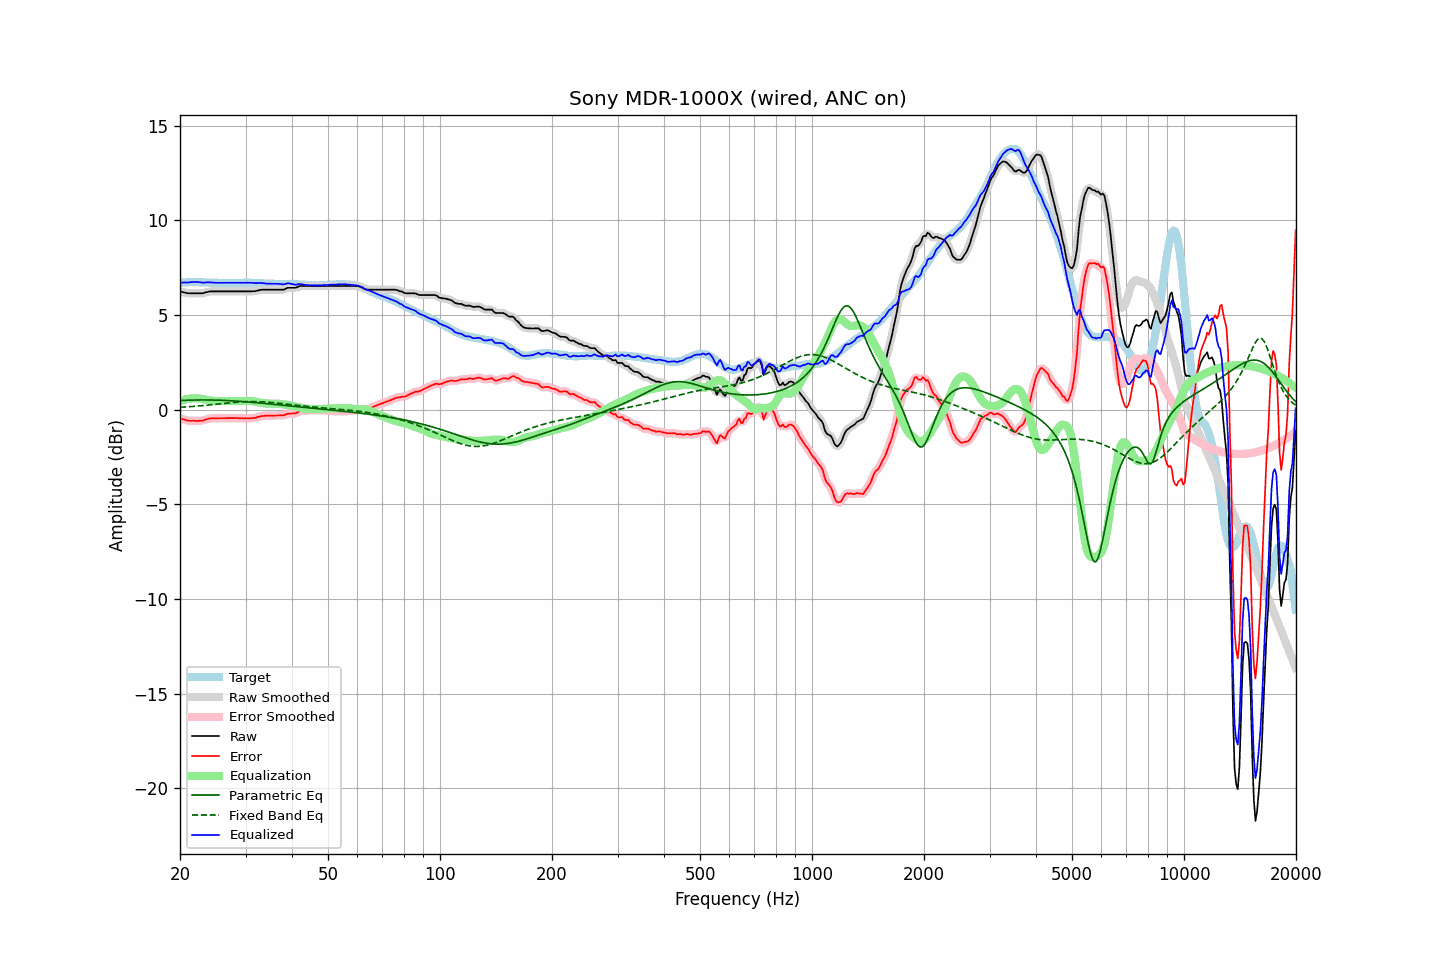 Sony MDR-1000X (wired, ANC on)
15
10
5
0
−5
−10
−15
−20
Amplitude (dBr)
Target
Raw Smoothed
Error Smoothed
Raw
Error
Equalization
Parametric Eq
Fixed Band Eq
Equalized
20 50 100 200 500 1000 2000 5000 10000 20000
Frequency (Hz)